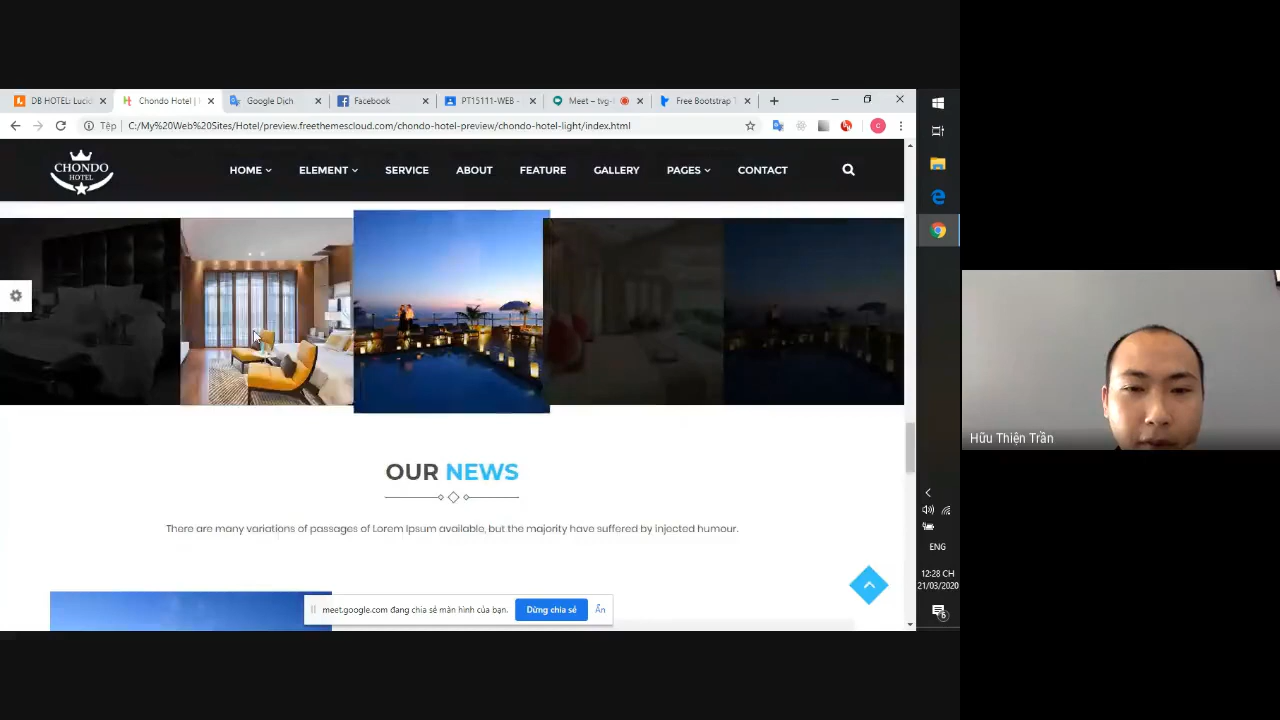 DB HOTEL: Lucid
Chondo Hotel |
Google Dịch
Facebook
PT15111-WEB -
Meet – tvg-
Free Bootstrap T
Tệp
C:/My%20Web%20Sites/Hotel/preview.freethemescloud.com/chondo-hotel-preview/chondo-hotel-light/index.html
C
CHONDO
HOTEL
HOME
ELEMENT
SERVICE
ABOUT
FEATURE
GALLERY
PAGES
CONTACT
OUR NEWS
There are many variations of passages of Lorem Ipsum available, but the majority have suffered by injected humour.
meet.google.com đang chia sẻ màn hình của bạn.
Dừng chia sẻ
Ẩn
ENG
12:28 CH
21/03/2020
Hữu Thiện Trần